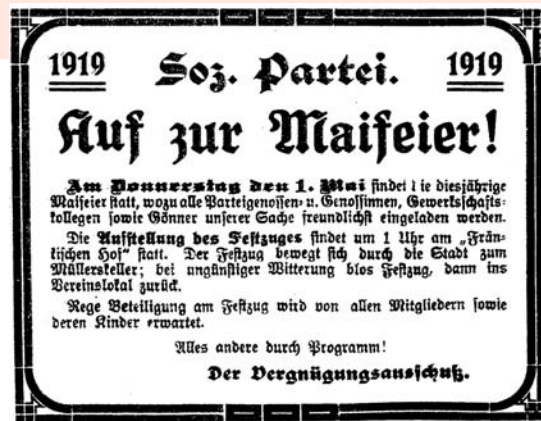 1919 Soz. Partei. 1919
Auf zur Maifeier!
Am Donnerstag den 1. Mai findet die diesjährige
Maifeier statt, wozu alle Parteigenossen- u. Genossinnen, Gewerkschafts-
kollegen sowie Gönner unserer Sache freundlichst eingeladen werden.
Die Aufstellung des Festzuges findet um 1 Uhr am „Frän-
kischen Hof“ statt. Der Festzug bewegt sich durch die Stadt zum
Müllerskeller; bei ungünstiger Witterung blos Festzug, dann ins
Vereinslokal zurück.
Rege Beteiligung am Festzug wird von allen Mitgliedern sowie
deren Kinder erwartet.
Alles andere durch Programm!
Der Vergnügungsausschuß.